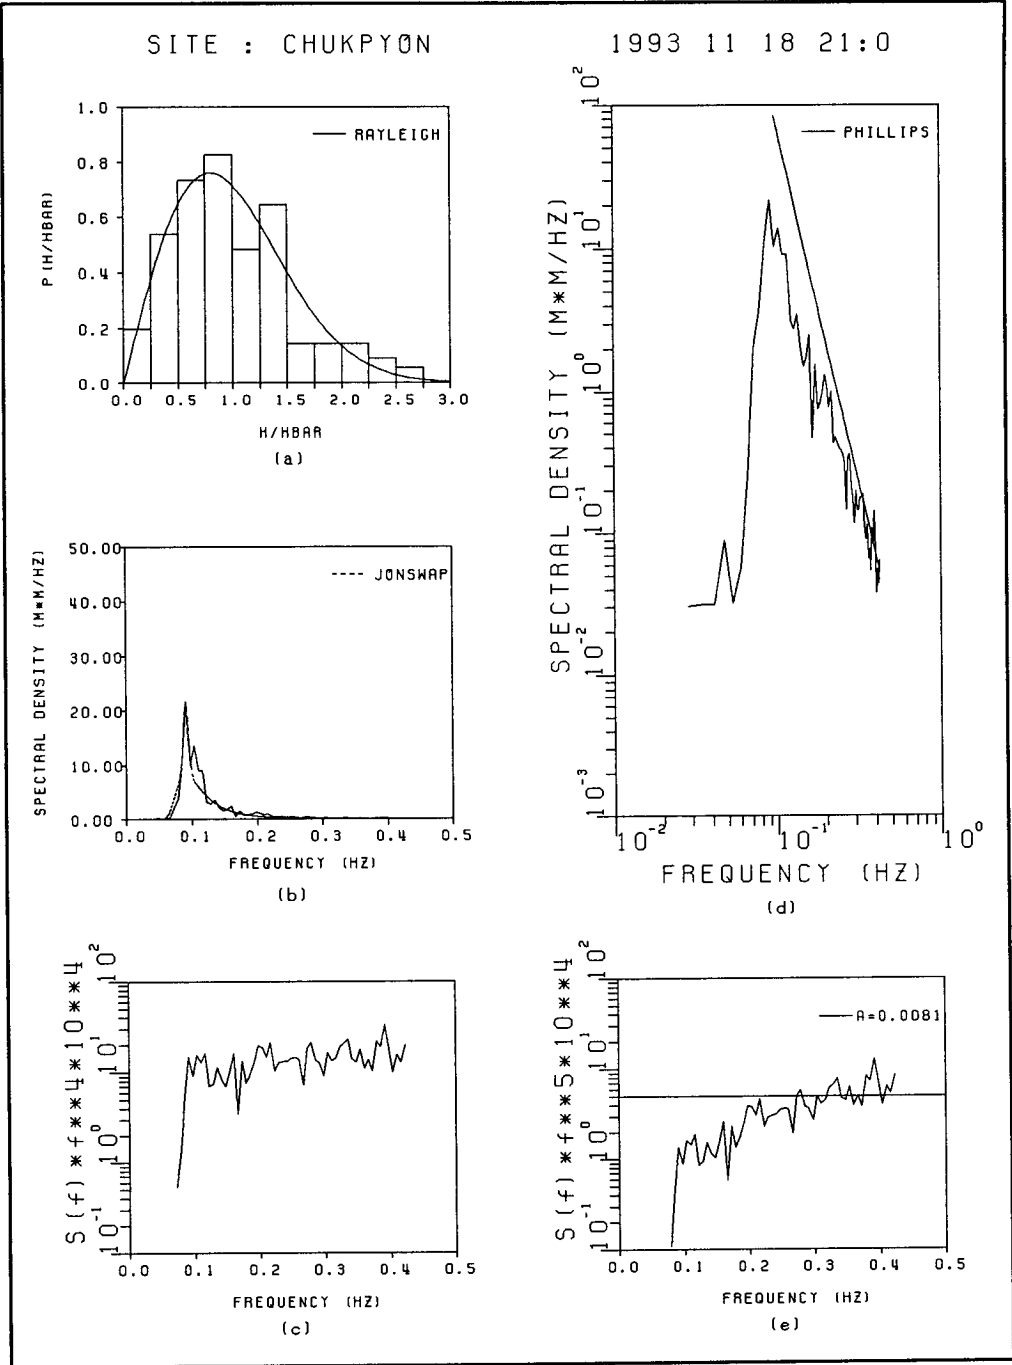 SITE : CHUKPYØN
1993 11 18 21:0
1.0
0.8
0.6
0.4
0.2
0.0
P(H/HBAR)
RAYLEIGH
0.0 0.5 1.0 1.5 2.0 2.5 3.0
H/HBAR
(a)
50.00
40.00
30.00
20.00
10.00
0.00
SPECTRAL DENSITY (M*M/HZ)
JØNSWAP
0.0 0.1 0.2 0.3 0.4 0.5
FREQUENCY (HZ)
(b)
10^2
10^1
10^0
10^-1
10^-2
10^-3
SPECTRAL DENSITY (M*M/HZ)
PHILLIPS
10^-2 10^-1 10^0
FREQUENCY (HZ)
(d)
10^2
10^1
10^0
10^-1
S(f)*f**4*10**4
0.0 0.1 0.2 0.3 0.4 0.5
FREQUENCY (HZ)
(c)
10^2
10^1
10^0
10^-1
S(f)*f**5*10**4
A=0.0081
0.0 0.1 0.2 0.3 0.4 0.5
FREQUENCY (HZ)
(e)